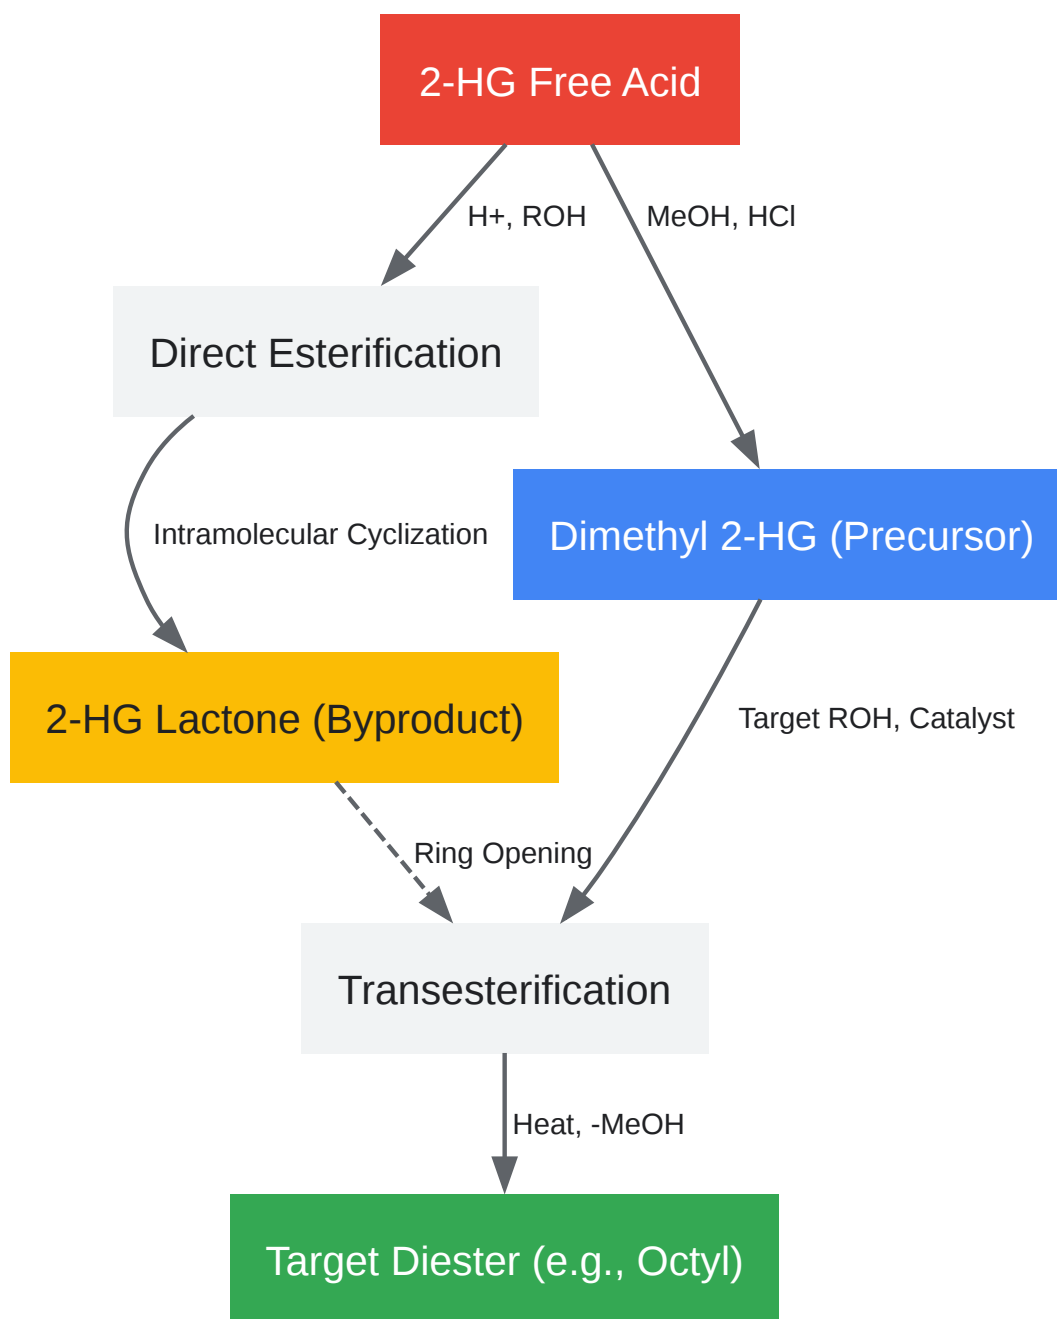 2-HG Free Acid
H+, ROH
MeOH, HCl
Direct Esterification
Intramolecular Cyclization
Dimethyl 2-HG (Precursor)
2-HG Lactone (Byproduct)
Target ROH, Catalyst
Ring Opening
Transesterification
Heat, -MeOH
Target Diester (e.g., Octyl)